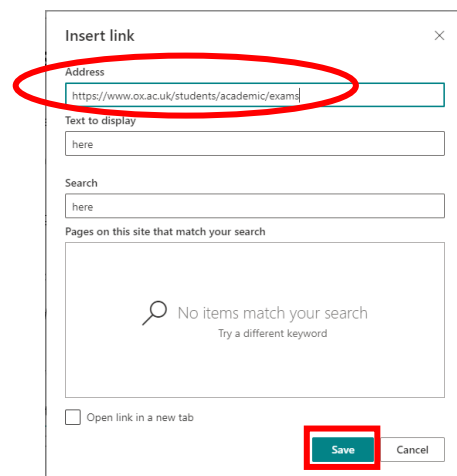 Insert link
Address
https://www.ox.ac.uk/students/academic/exams
Text to display
here
Search
here
Pages on this site that match your search
No items match your search
Try a different keyword
Open link in a new tab
Save Cancel